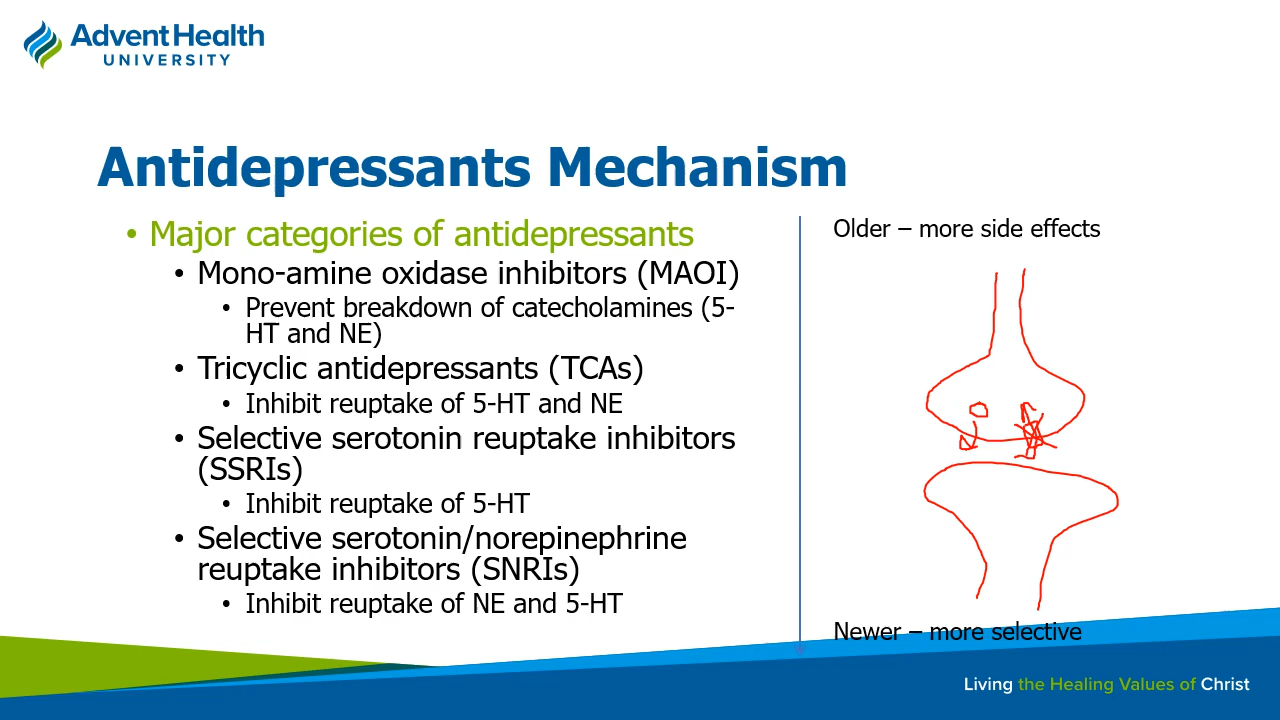 AdventHealth
UNIVERSITY
Antidepressants Mechanism
• Major categories of antidepressants
• Mono-amine oxidase inhibitors (MAOI)
• Prevent breakdown of catecholamines (5-
HT and NE)
• Tricyclic antidepressants (TCAs)
• Inhibit reuptake of 5-HT and NE
• Selective serotonin reuptake inhibitors
(SSRIs)
• Inhibit reuptake of 5-HT
• Selective serotonin/norepinephrine
reuptake inhibitors (SNRIs)
• Inhibit reuptake of NE and 5-HT
Older – more side effects
Newer – more selective
Living the Healing Values of Christ